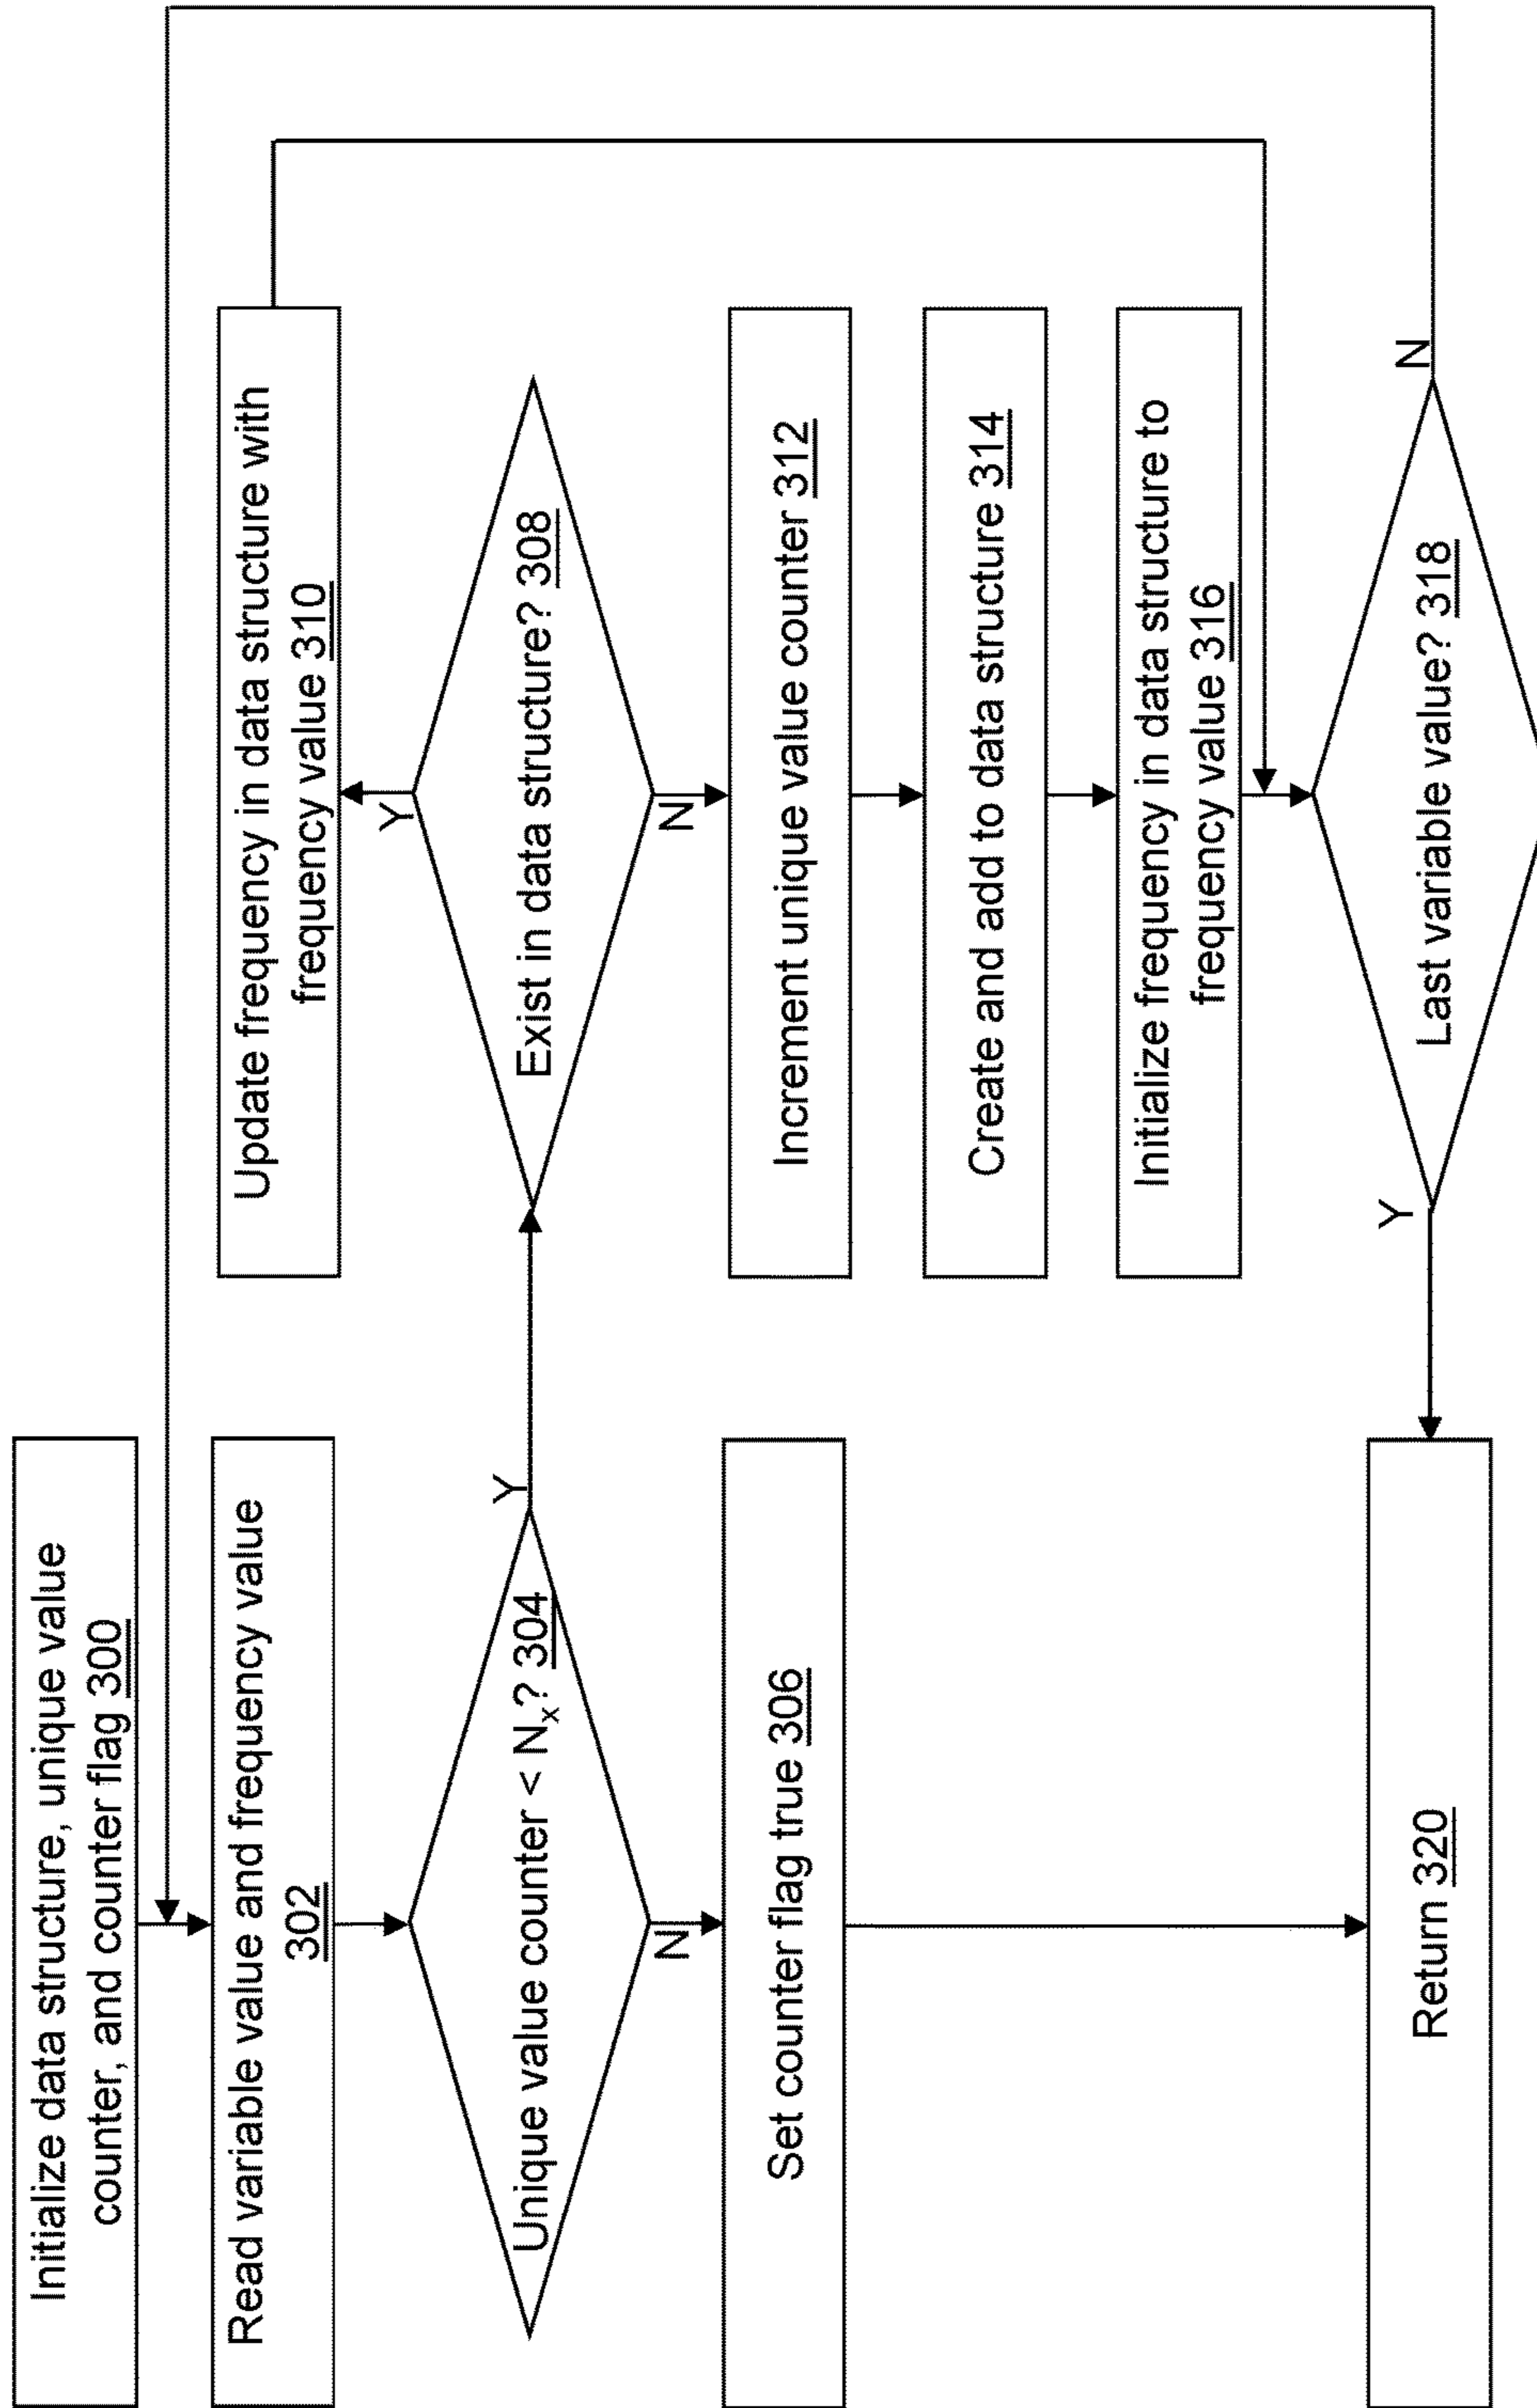 Initialize data structure, unique value
counter, and counter flag 300
Read variable value and frequency value
302
Unique value counter < Nₓ? 304
Y
N
Set counter flag true 306
Return 320
Update frequency in data structure with
frequency value 310
Y
Exist in data structure? 308
N
Increment unique value counter 312
Create and add to data structure 314
Initialize frequency in data structure to
frequency value 316
Last variable value? 318
Y
N